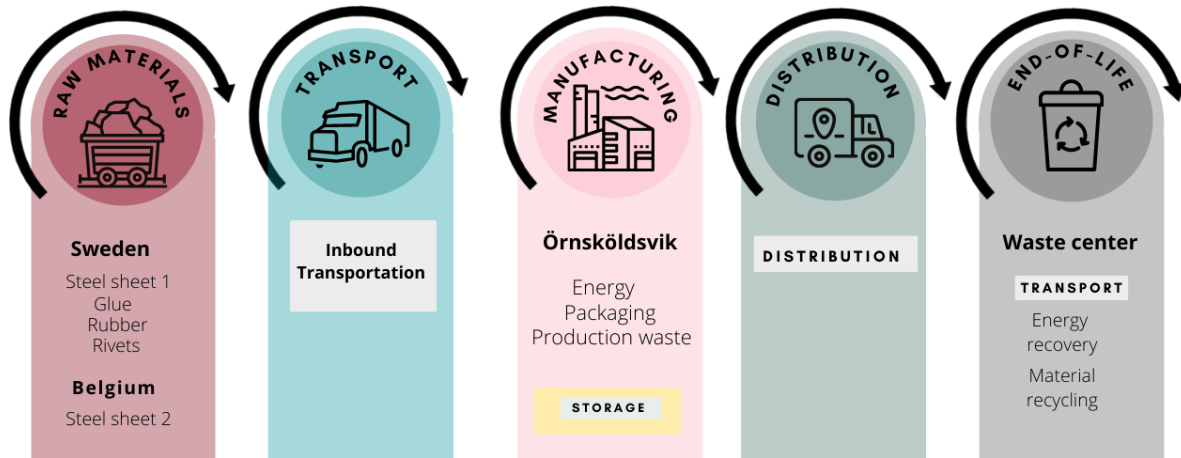 RAW MATERIALS
Sweden
Steel sheet 1
Glue
Rubber
Rivets
Belgium
Steel sheet 2
TRANSPORT
Inbound
Transportation
MANUFACTURING
Örnsköldsvik
Energy
Packaging
Production waste
STORAGE
DISTRIBUTION
DISTRIBUTION
END-OF-LIFE
Waste center
TRANSPORT
Energy
recovery
Material
recycling